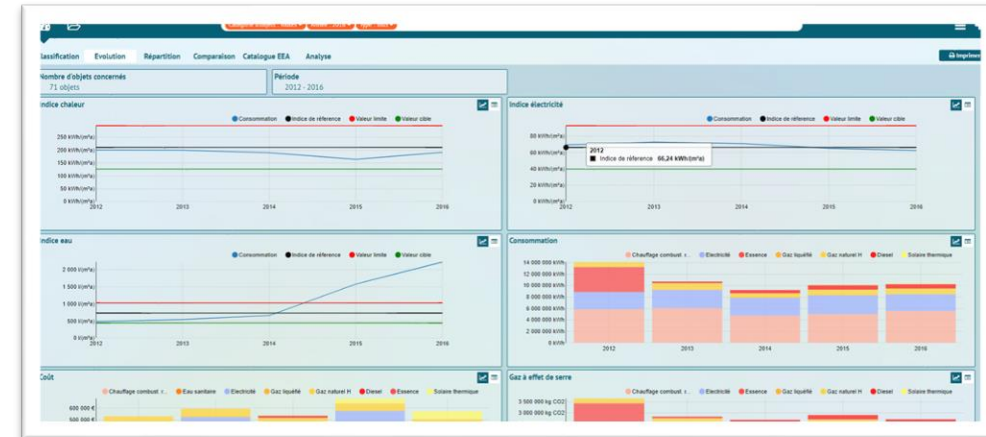 Classification Evolution Répartition Comparaison Catalogue EEA Analyse
Imprimer
Nombre d'objets concernés
71 objets
Période
2012 - 2016
Indice chaleur
Consommation Indice de réference Valeur limite Valeur cible
250 kWh/(m²a)
200 kWh/(m²a)
150 kWh/(m²a)
100 kWh/(m²a)
50 kWh/(m²a)
0 kWh/(m²a)
2012 2013 2014 2015 2016
Indice électricité
Consommation Indice de réference Valeur limite Valeur cible
80 kWh/(m²a)
60 kWh/(m²a)
40 kWh/(m²a)
20 kWh/(m²a)
0 kWh/(m²a)
2012
Indice de réference 66,24 kWh/(m²a)
2012 2013 2014 2015 2016
Indice eau
Consommation Indice de réference Valeur limite Valeur cible
2 000 l/(m²a)
1 500 l/(m²a)
1 000 l/(m²a)
500 l/(m²a)
0 l/(m²a)
2012 2013 2014 2015 2016
Consommation
Chauffage combust. r... Electricité Essence Gaz liquéfié Gaz naturel H Diesel Solaire thermique
14 000 000 kWh
12 000 000 kWh
10 000 000 kWh
8 000 000 kWh
6 000 000 kWh
4 000 000 kWh
2 000 000 kWh
0 kWh
2012 2013 2014 2015 2016
Coût
Chauffage combust. r... Eau sanitaire Electricité Gaz liquéfié Gaz naturel H Diesel Essence Solaire thermique
600 000 €
500 000 €
Gaz à effet de serre
Chauffage combust. r... Electricité Essence Gaz liquéfié Gaz naturel H Diesel Solaire thermique
3 500 000 kg CO2
3 000 000 kg CO2